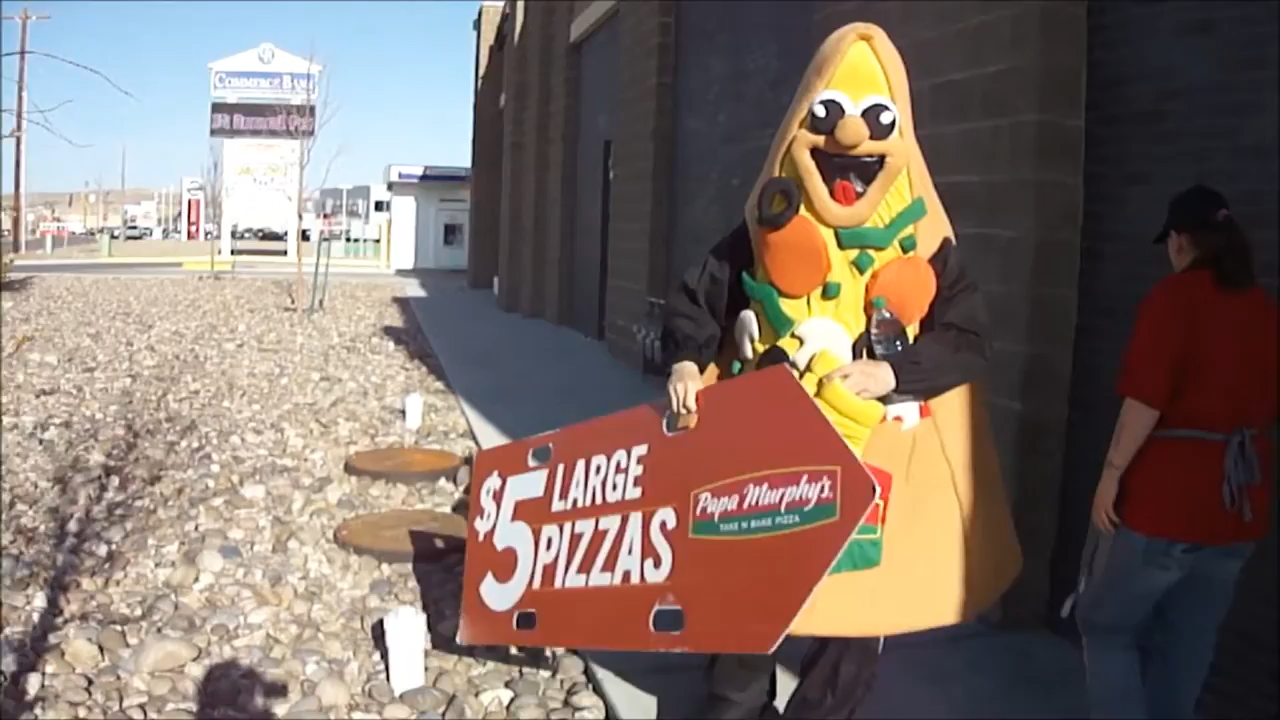 COMMERCE BANK
$5 LARGE
PIZZAS
Papa Murphy's
TAKE 'N' BAKE PIZZA